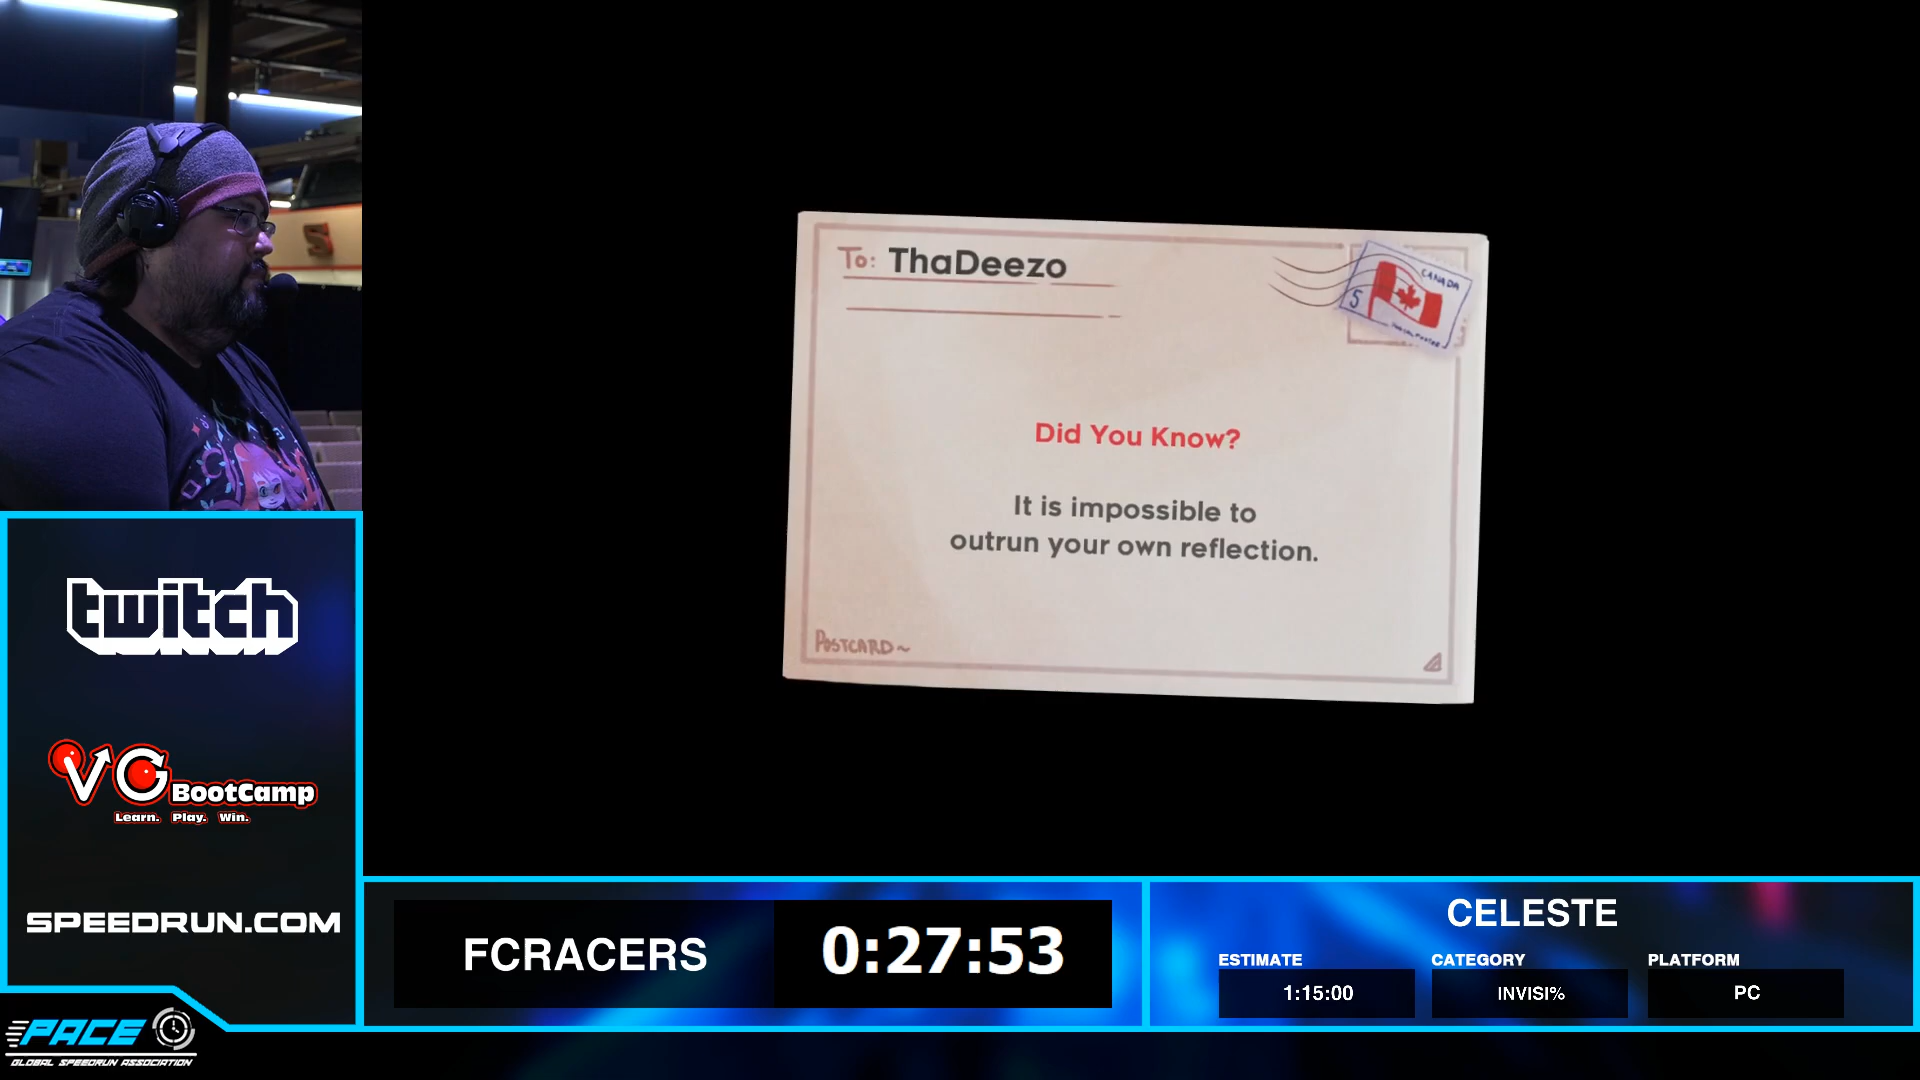 To: ThaDeezo
CANADA
5
Did You Know?
It is impossible to
outrun your own reflection.
POSTCARD~
twitch
VG BootCamp
Learn. Play. Win.
SPEEDRUN.COM
PACE
GLOBAL SPEEDRUN ASSOCIATION
FCRACERS
0:27:53
CELESTE
ESTIMATE
CATEGORY
PLATFORM
1:15:00
INVISI%
PC